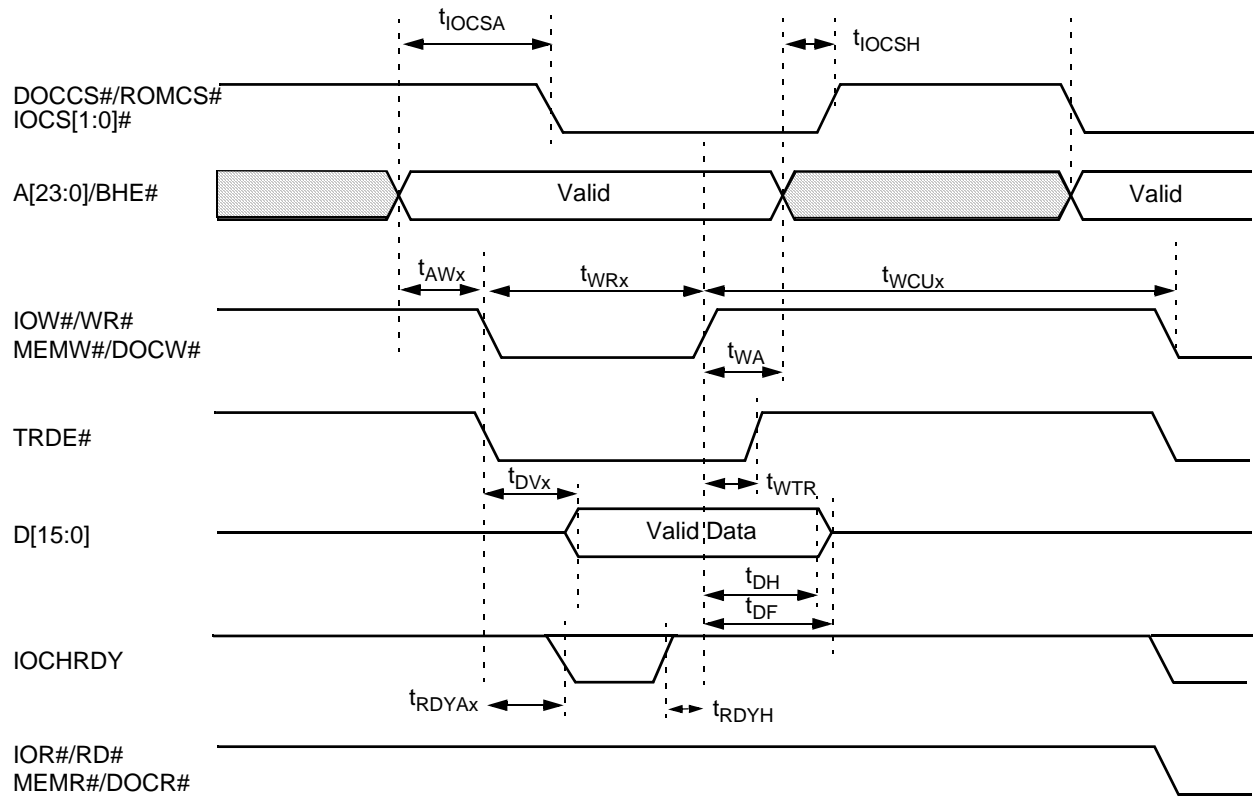 tIOCSA
tIOCSH
DOCCS#/ROMCS#
IOCS[1:0]#
A[23:0]/BHE#
Valid
Valid
tAWx
tWRx
tWCUx
IOW#/WR#
MEMW#/DOCW#
tWA
TRDE#
tDVx
tWTR
D[15:0]
Valid Data
tDH
tDF
IOCHRDY
tRDYAx
tRDYH
IOR#/RD#
MEMR#/DOCR#